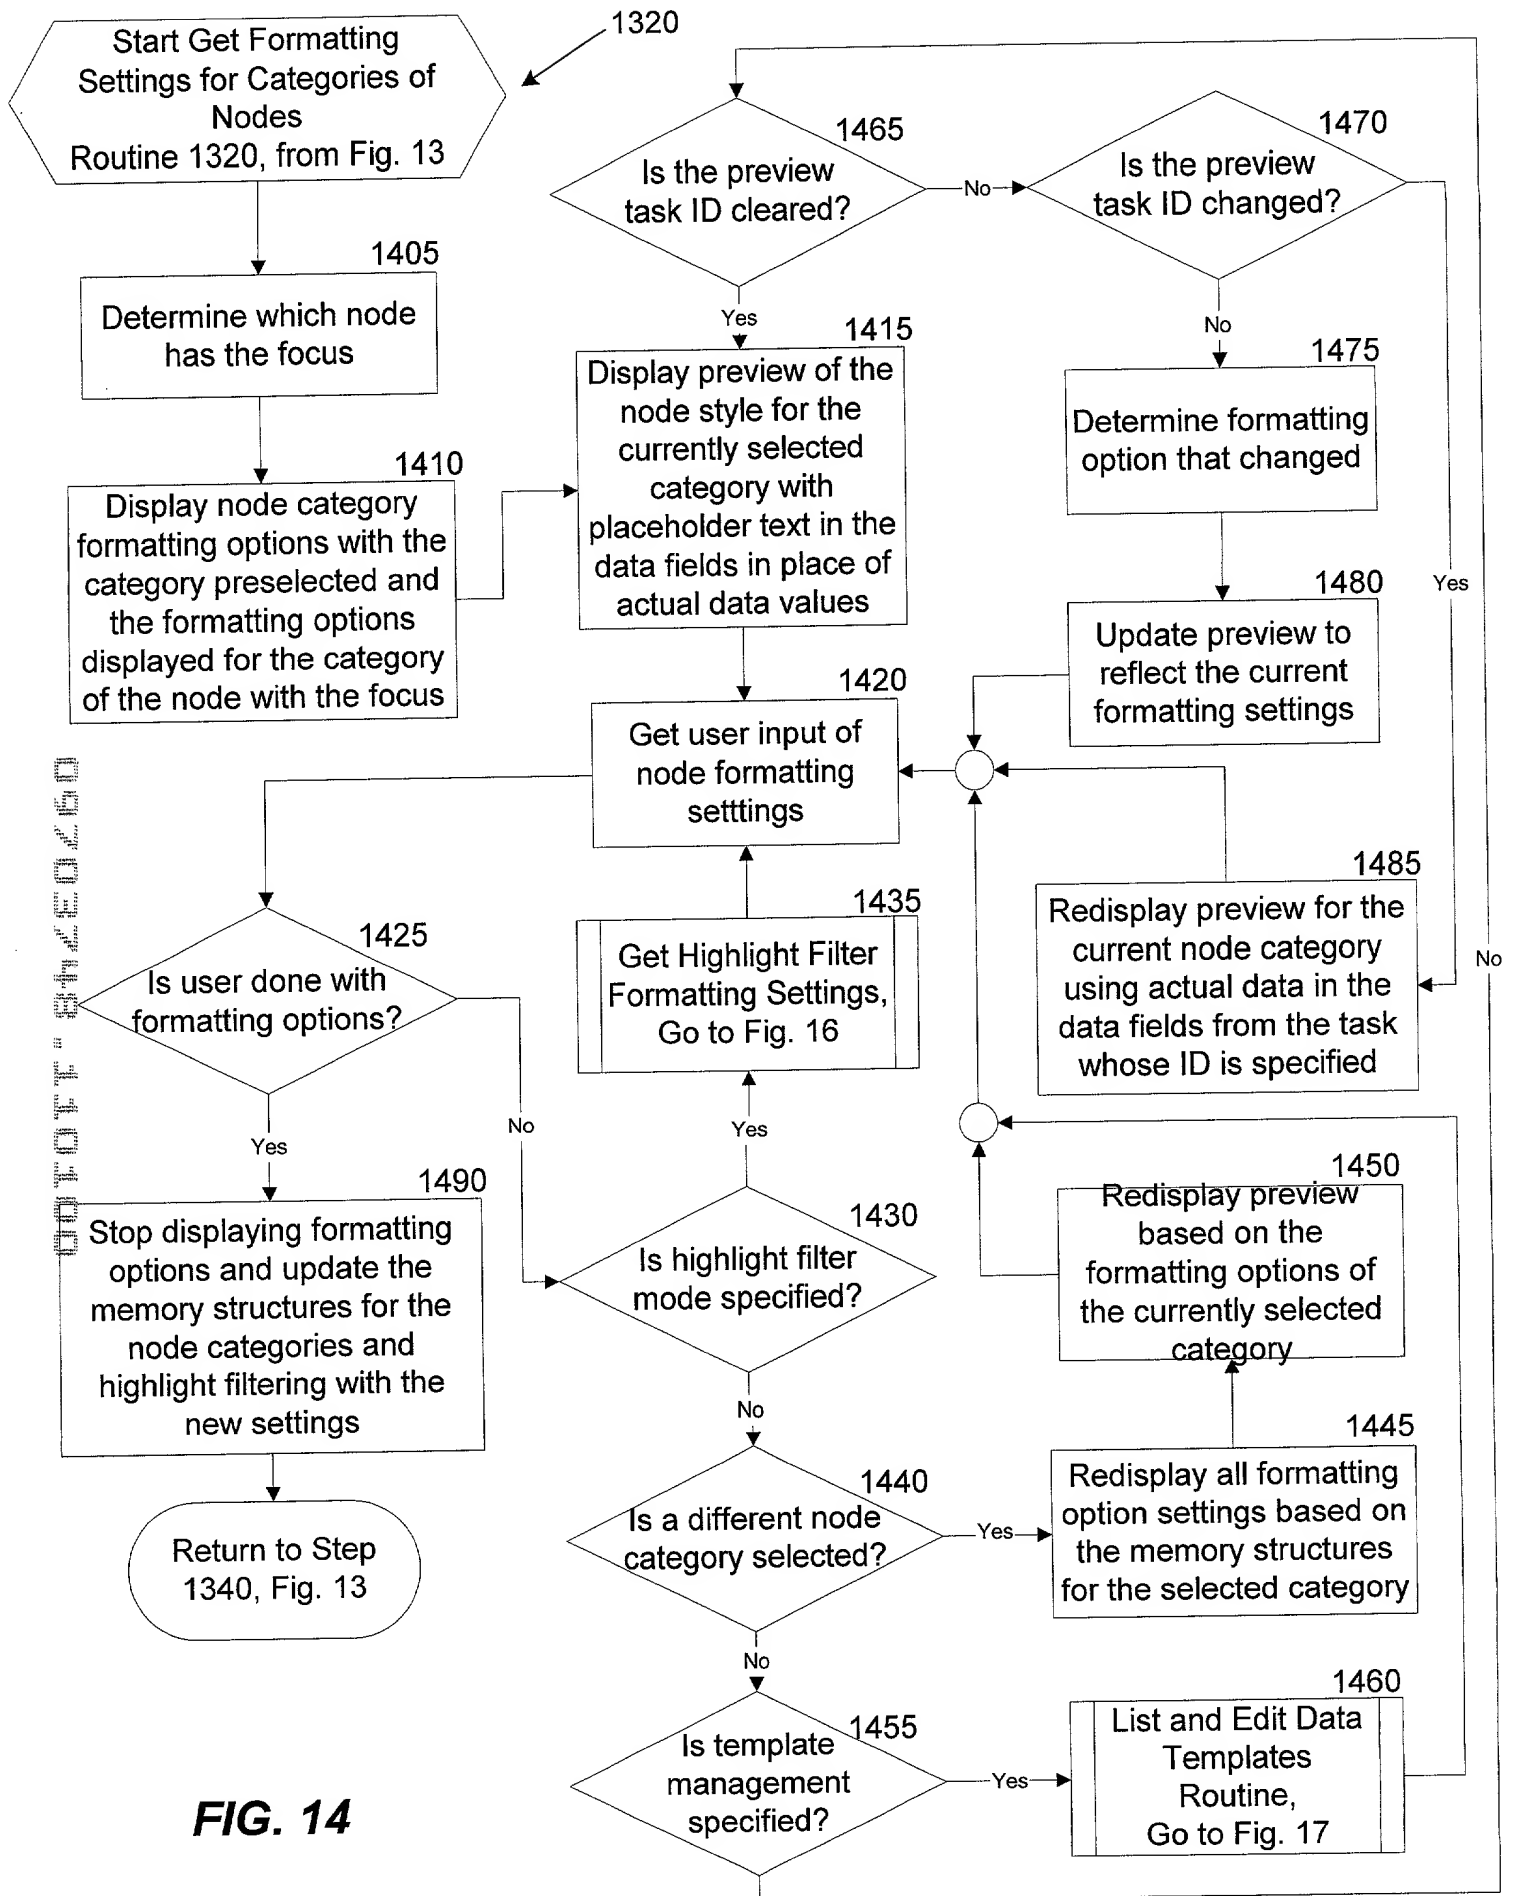 Start Get Formatting
Settings for Categories of
Nodes
Routine 1320, from Fig. 13
1320
1405
Determine which node
has the focus
1410
Display node category
formatting options with the
category preselected and
the formatting options
displayed for the category
of the node with the focus
1465
Is the preview
task ID cleared?
No
Yes
1470
Is the preview
task ID changed?
No
Yes
1415
Display preview of the
node style for the
currently selected
category with
placeholder text in the
data fields in place of
actual data values
1475
Determine formatting
option that changed
1480
Update preview to
reflect the current
formatting settings
1420
Get user input of
node formatting
setttings
1425
Is user done with
formatting options?
Yes
No
1435
Get Highlight Filter
Formatting Settings,
Go to Fig. 16
Yes
1485
Redisplay preview for the
current node category
using actual data in the
data fields from the task
whose ID is specified
No
1490
Stop displaying formatting
options and update the
memory structures for the
node categories and
highlight filtering with the
new settings
Return to Step
1340, Fig. 13
1430
Is highlight filter
mode specified?
No
1450
Redisplay preview
based on the
formatting options of
the currently selected
category
1440
Is a different node
category selected?
Yes
No
1445
Redisplay all formatting
option settings based on
the memory structures
for the selected category
1455
Is template
management
specified?
Yes
1460
List and Edit Data
Templates
Routine,
Go to Fig. 17
FIG. 14